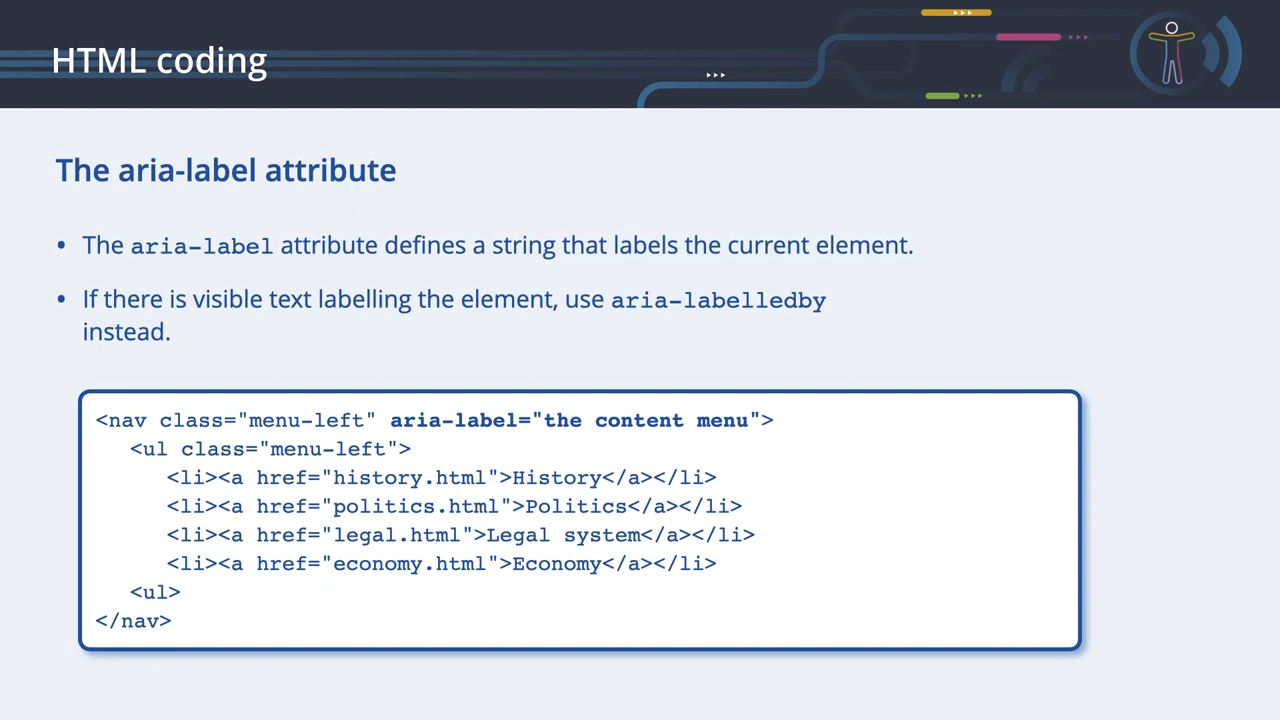 HTML coding
The aria-label attribute
• The aria-label attribute defines a string that labels the current element.
• If there is visible text labelling the element, use aria-labelledby
instead.
<nav class="menu-left" aria-label="the content menu">
<ul class="menu-left">
<li><a href="history.html">History</a></li>
<li><a href="politics.html">Politics</a></li>
<li><a href="legal.html">Legal system</a></li>
<li><a href="economy.html">Economy</a></li>
<ul>
</nav>